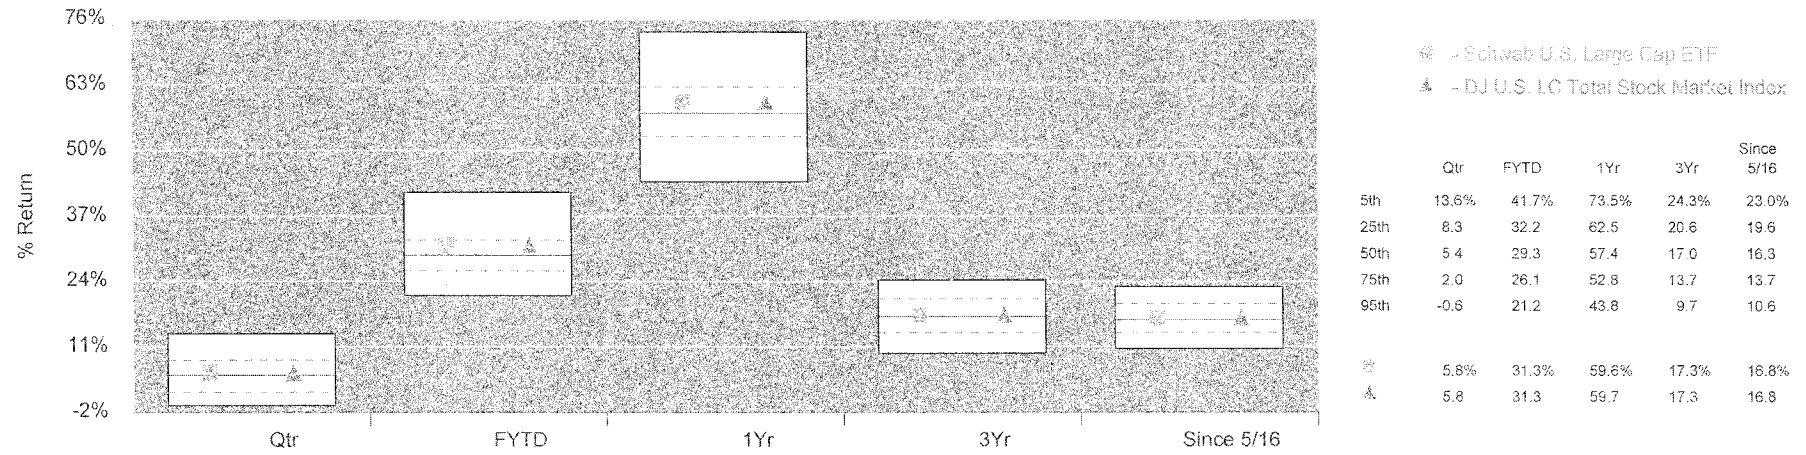 76%
63%
50%
37%
24%
11%
-2%
% Return
Qtr FYTD 1Yr 3Yr Since 5/16
- Schwab U.S. Large Cap ETF
- DJ U.S. LC Total Stock Market Index
Since
Qtr FYTD 1Yr 3Yr 5/16
5th 13.6% 41.7% 73.5% 24.3% 23.0%
25th 8.3 32.2 62.5 20.6 19.6
50th 5.4 29.3 57.4 17.0 16.3
75th 2.0 26.1 52.8 13.7 13.7
95th -0.6 21.2 43.8 9.7 10.6
5.8% 31.3% 59.6% 17.3% 16.8%
5.8 31.3 59.7 17.3 16.8